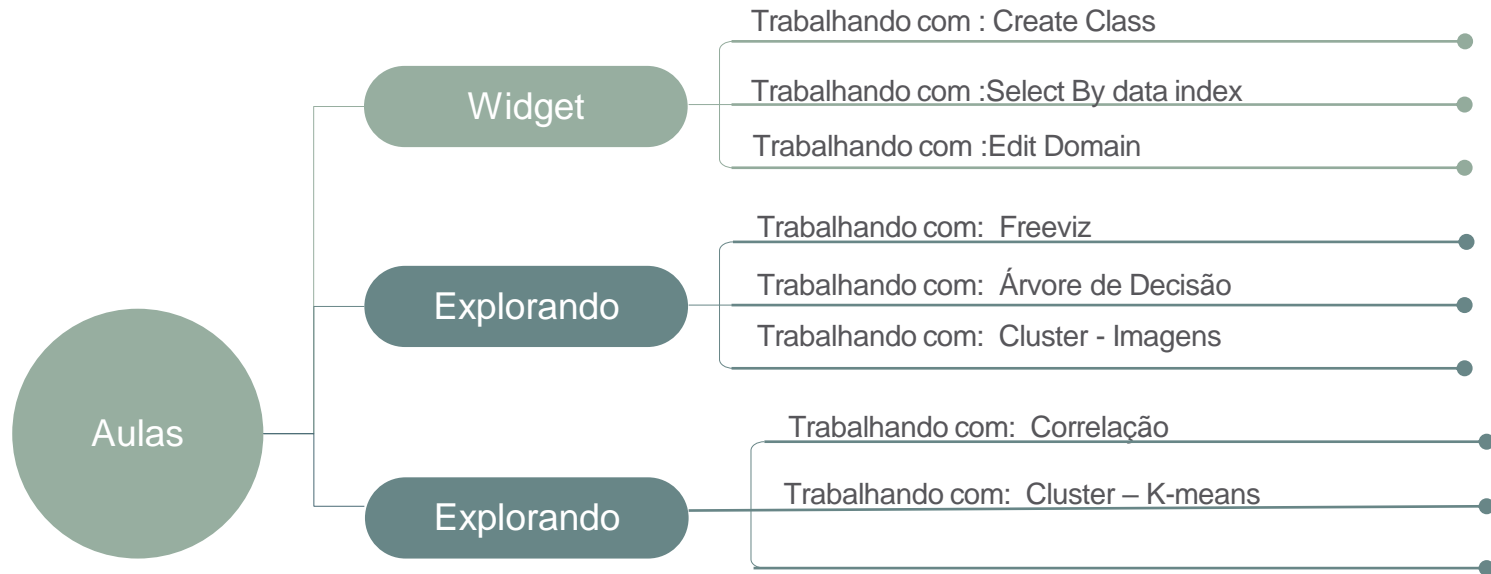 Aulas
Widget
Trabalhando com : Create Class
Trabalhando com :Select By data index
Trabalhando com :Edit Domain
Explorando
Trabalhando com: Freeviz
Trabalhando com: Árvore de Decisão
Trabalhando com: Cluster - Imagens
Explorando
Trabalhando com: Correlação
Trabalhando com: Cluster – K-means